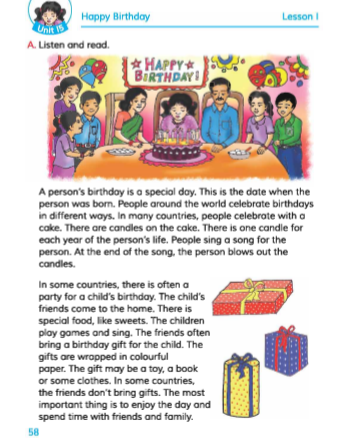 Happy Birthday
Lesson 1
Unit 15
A. Listen and read.
HAPPY
BIRTHDAY!
A person's birthday is a special day. This is the date when the
person was born. People around the world celebrate birthdays
in different ways. In many countries, people celebrate with a
cake. There are candles on the cake. There is one candle for
each year of the person's life. People sing a song for the
person. At the end of the song, the person blows out the
candles.
In some countries, there is often a
party for a child's birthday. The child's
friends come to the home. There is
special food, like sweets. The children
play games and sing. The friends often
bring a birthday gift for the child. The
gifts are wrapped in colourful
paper. The gift may be a toy, a book
or some clothes. In some countries,
the friends don't bring gifts. The most
important thing is to enjoy the day and
spend time with friends and family.
58